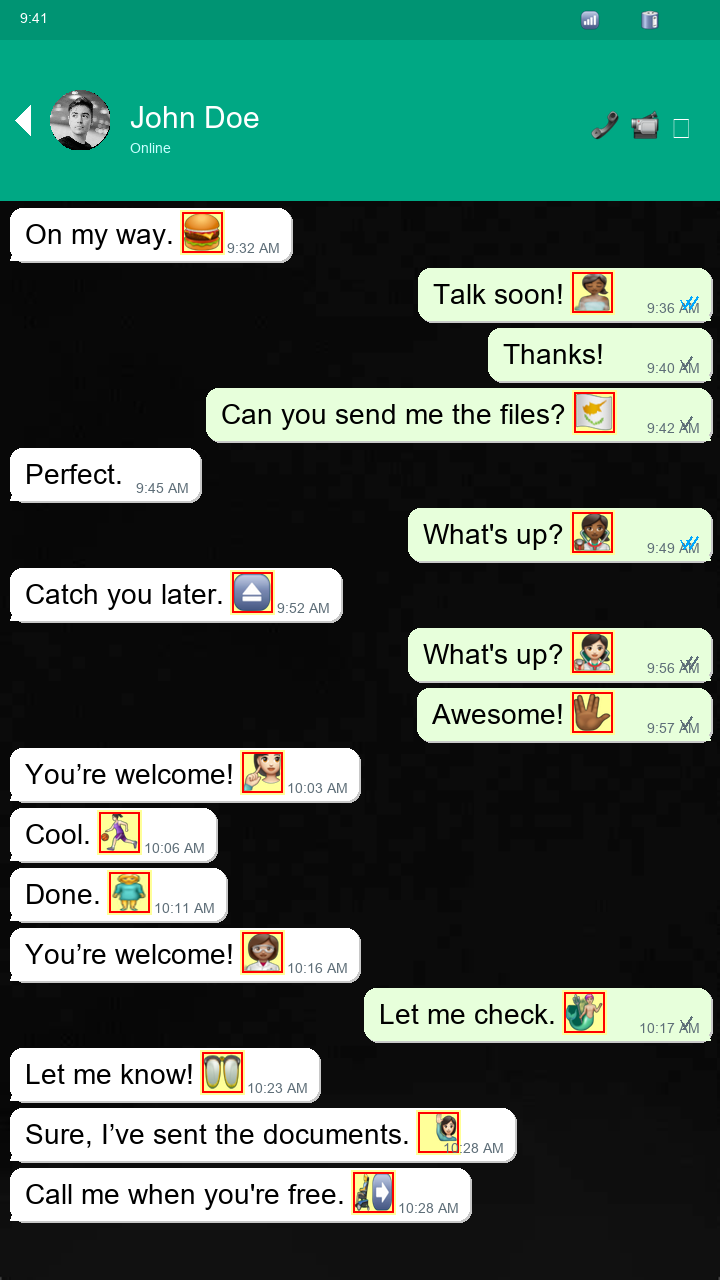 9:41
John Doe
Online
On my way. 🍔 9:32 AM
Talk soon! 9:36 AM
Thanks! 9:40 AM
Can you send me the files? 🇨🇾 9:42 AM
Perfect. 9:45 AM
What's up? 👩🏾‍⚕️ 9:49 AM
Catch you later. ⏏️ 9:52 AM
What's up? 👩🏻‍⚕️ 9:56 AM
Awesome! 🖖🏾 9:57 AM
You’re welcome! 🧏🏻‍♀️ 10:03 AM
Cool. ⛹🏻‍♀️ 10:06 AM
Done. 10:11 AM
You’re welcome! 👩🏽‍🔬 10:16 AM
Let me check. 🧜 10:17 AM
Let me know! 🩴 10:23 AM
Sure, I’ve sent the documents. 10:28 AM
Call me when you're free. 10:28 AM